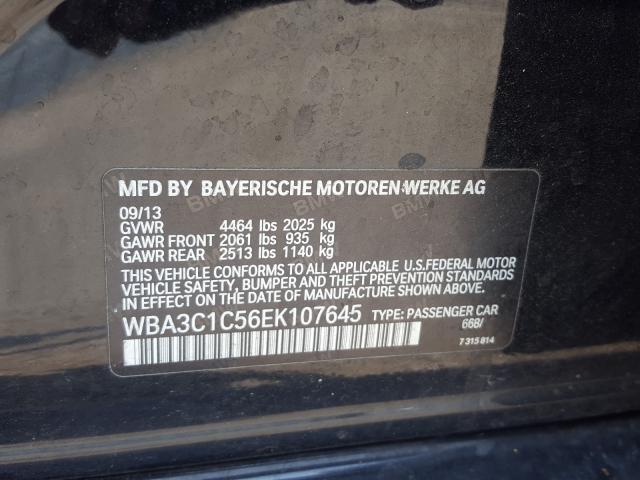 MFD BY BAYERISCHE MOTOREN WERKE AG
09/13
GVWR 4464 lbs 2025 kg
GAWR FRONT 2061 lbs 935 kg
GAWR REAR 2513 lbs 1140 kg
THIS VEHICLE CONFORMS TO ALL APPLICABLE U.S.FEDERAL MOTOR
VEHICLE SAFETY, BUMPER AND THEFT PREVENTION STANDARDS
IN EFFECT ON THE DATE OF MANUFACTURE SHOWN ABOVE.
WBA3C1C56EK107645 TYPE: PASSENGER CAR
668/
7 315 814